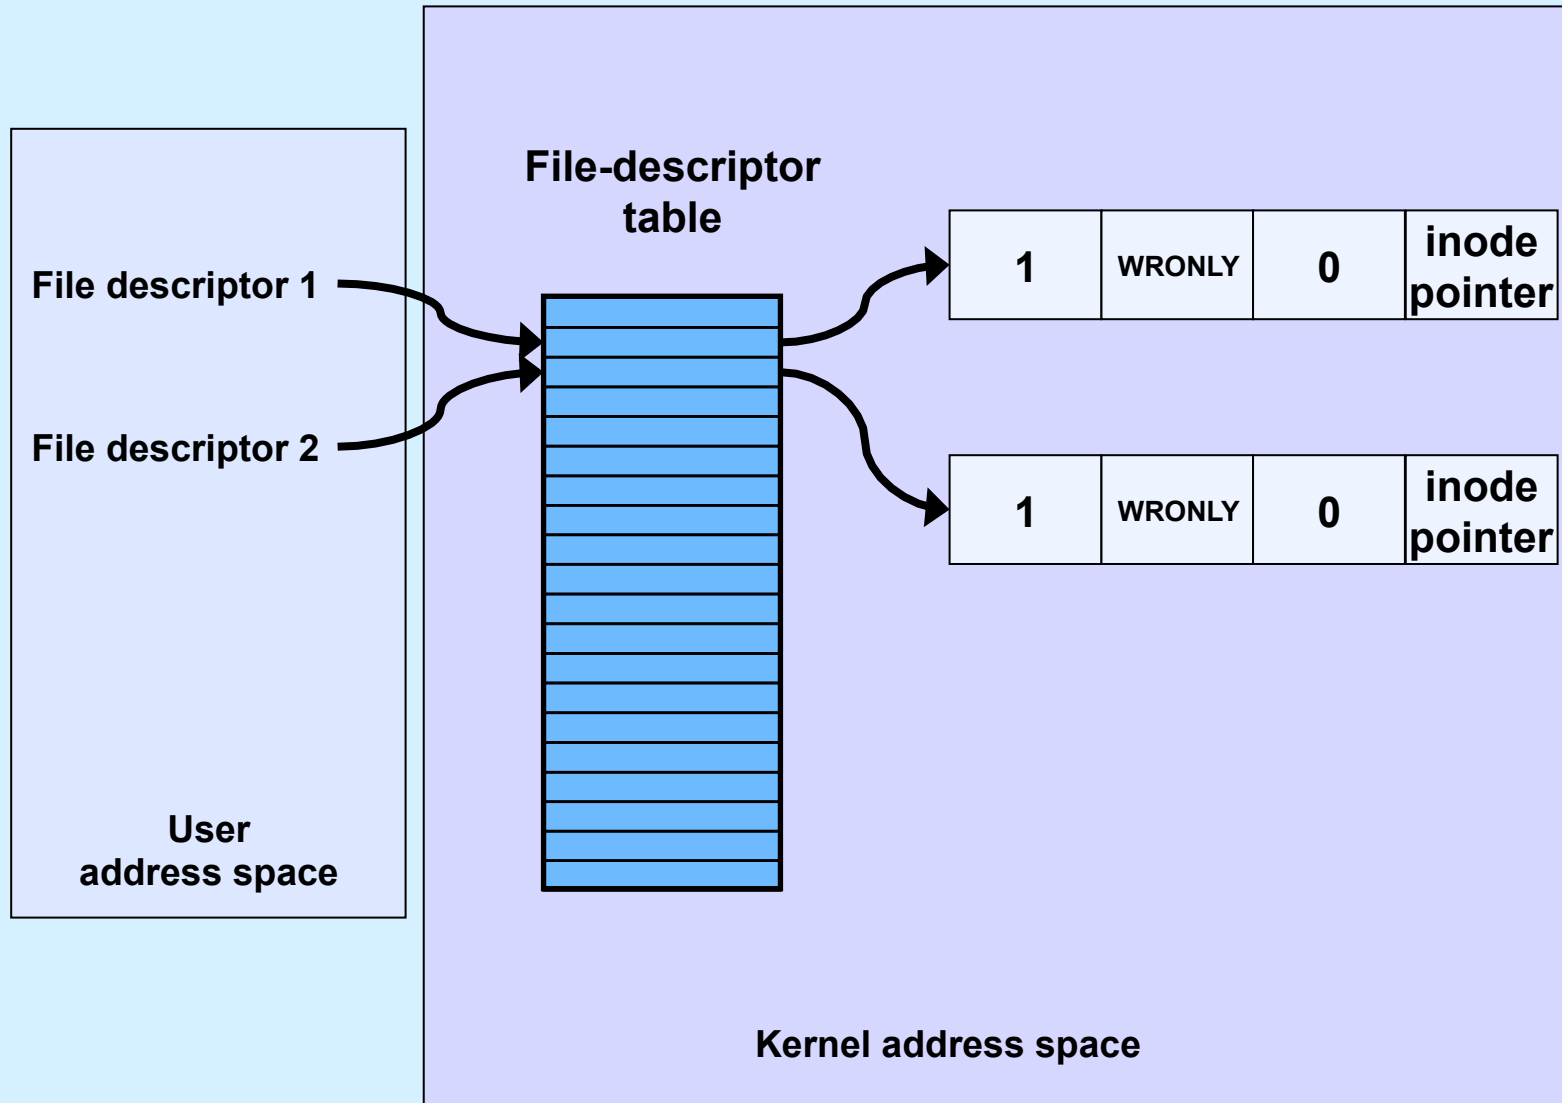 File-descriptor
table
File descriptor 1
File descriptor 2
1
WRONLY
0
inode
pointer
1
WRONLY
0
inode
pointer
User
address space
Kernel address space